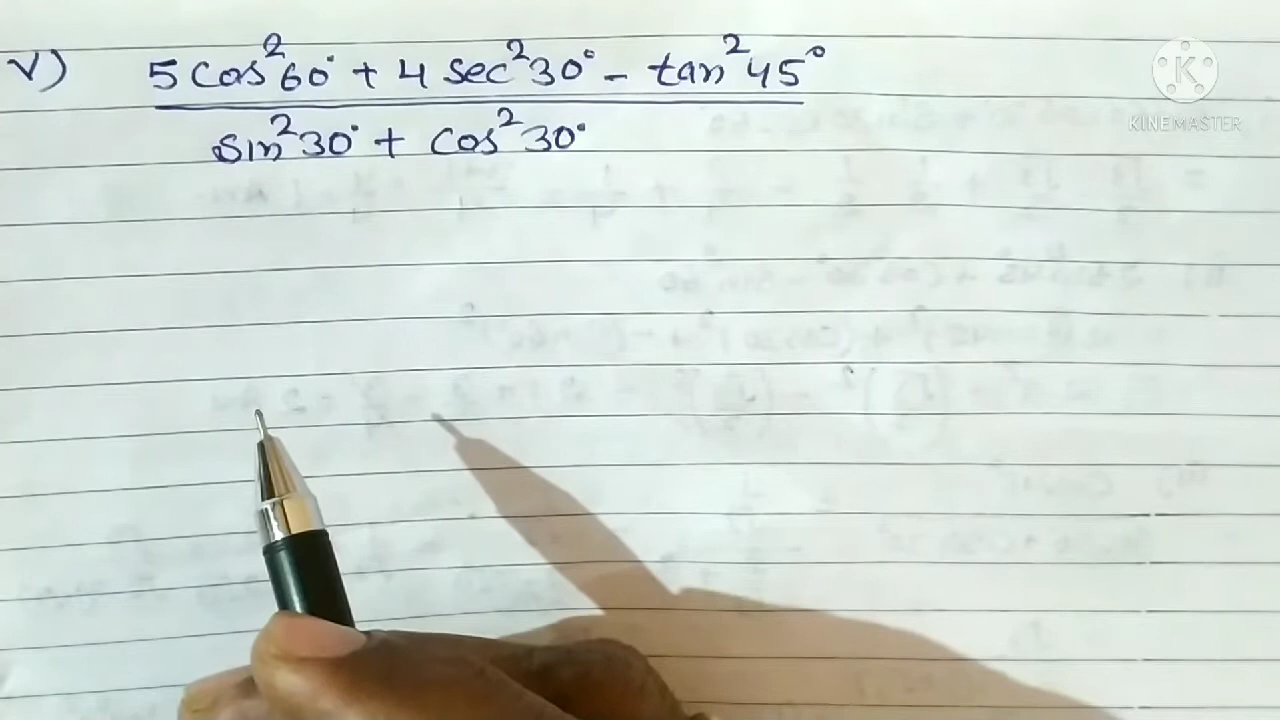 v) 5 cos²60° + 4 sec²30° - tan²45°
sin²30° + cos²30°
K
KINEMASTER